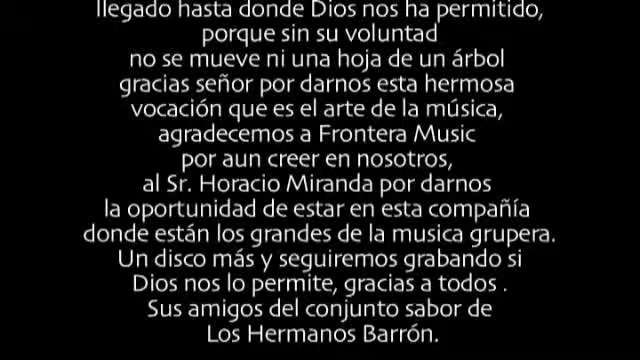 llegado hasta donde Dios nos ha permitido,
porque sin su voluntad
no se mueve ni una hoja de un árbol
gracias señor por darnos esta hermosa
vocación que es el arte de la música,
agradecemos a Frontera Music
por aun creer en nosotros,
al Sr. Horacio Miranda por darnos
la oportunidad de estar en esta compañía
donde están los grandes de la musica grupera.
Un disco más y seguiremos grabando si
Dios nos lo permite, gracias a todos .
Sus amigos del conjunto sabor de
Los Hermanos Barrón.